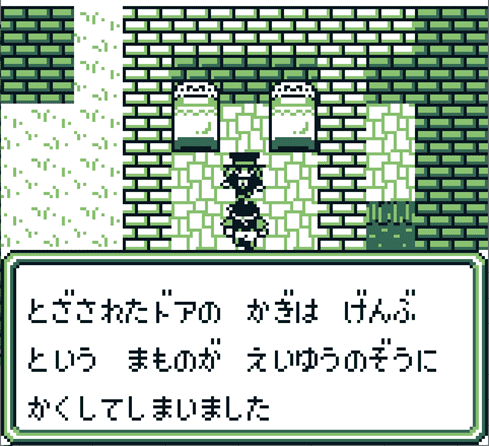 とざされたドアの　かぎは　げんぶ
という　まものが　えいゆうのぞうに
かくしてしまいました